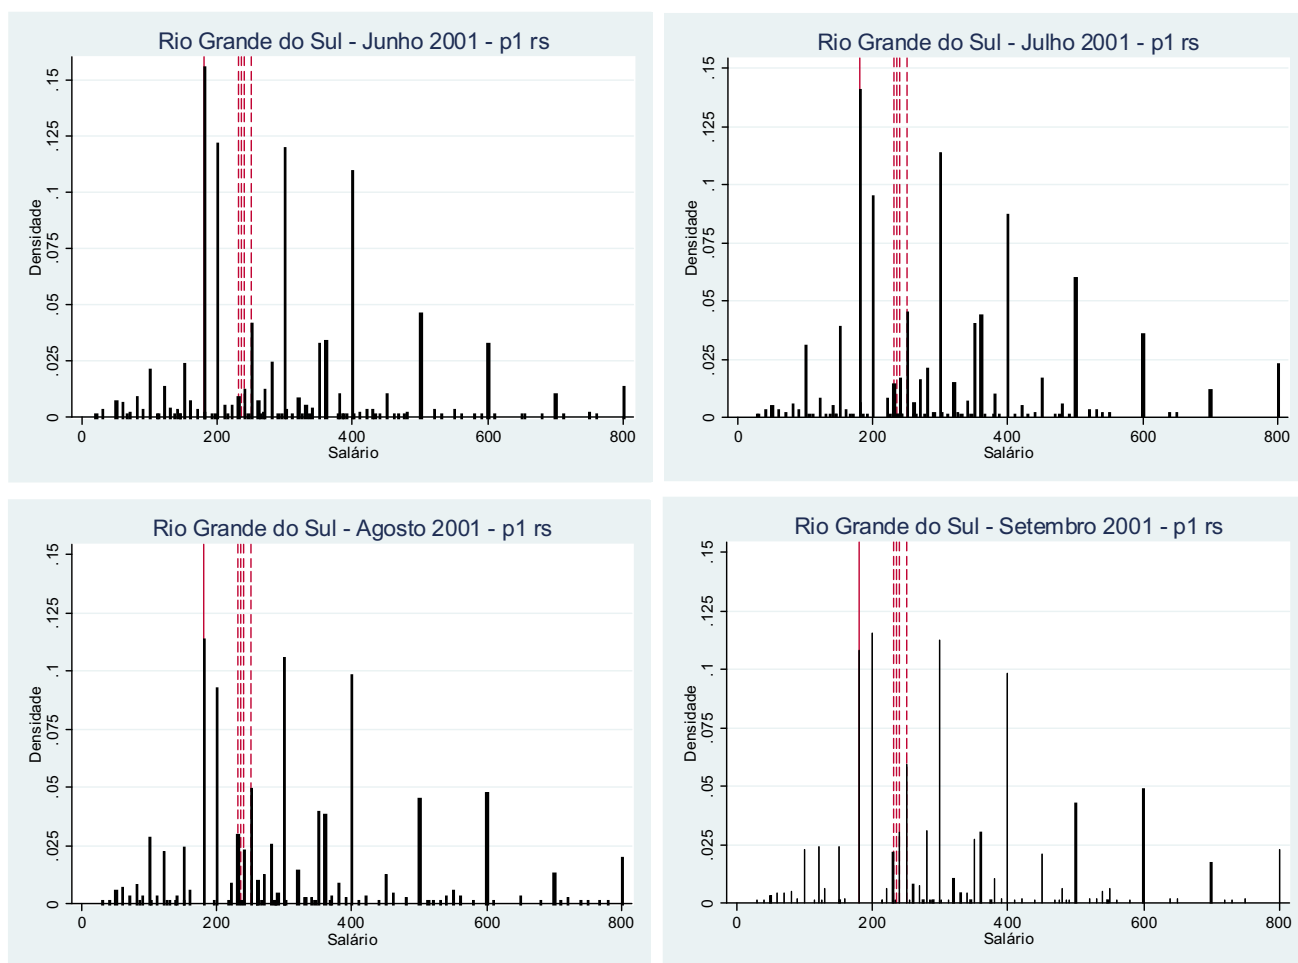 Rio Grande do Sul - Junho 2001 - p1 rs
Densidade
.15
.125
.1
.075
.05
.025
0
0 200 400 600 800
Salário
Rio Grande do Sul - Julho 2001 - p1 rs
Densidade
.15
.125
.1
.075
.05
.025
0
0 200 400 600 800
Salário
Rio Grande do Sul - Agosto 2001 - p1 rs
Densidade
.15
.125
.1
.075
.05
.025
0
0 200 400 600 800
Salário
Rio Grande do Sul - Setembro 2001 - p1 rs
Densidade
.15
.125
.1
.075
.05
.025
0
0 200 400 600 800
Salário